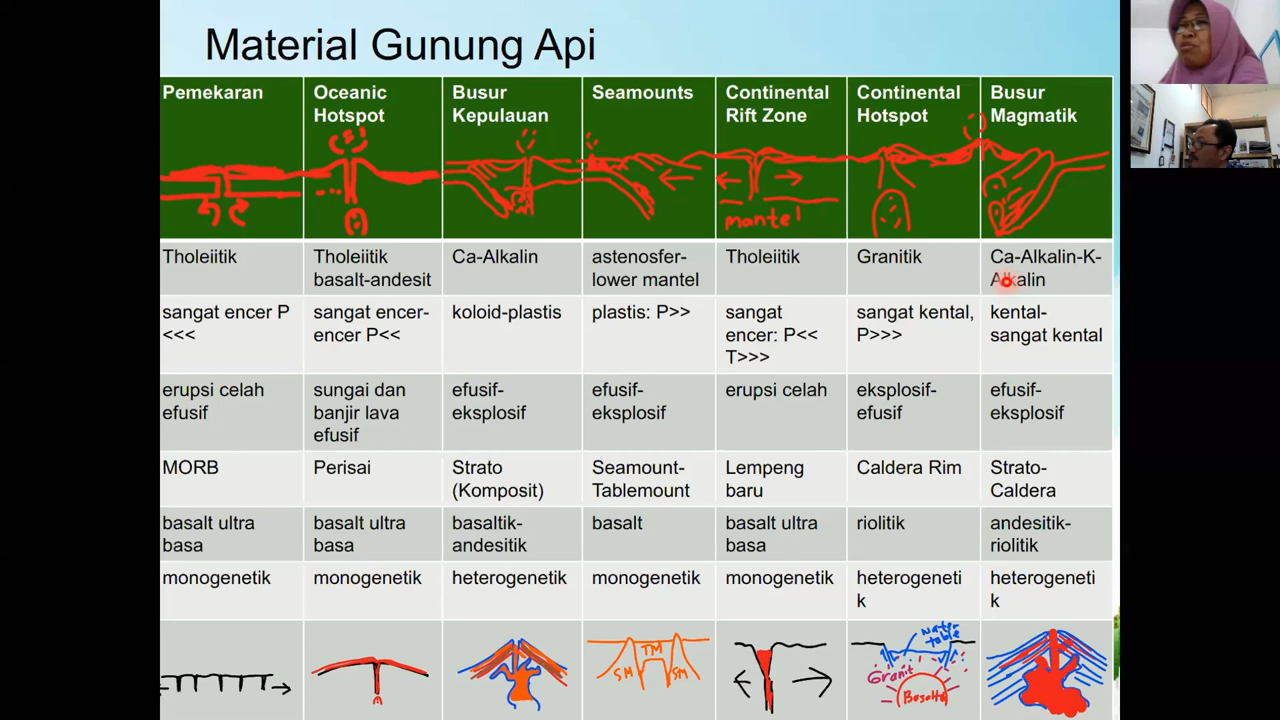 Material Gunung Api
Pemekaran
Oceanic
Hotspot
Busur
Kepulauan
Seamounts
Continental
Rift Zone
Continental
Hotspot
Busur
Magmatik
mantel
Tholeiitik
Tholeiitik
basalt-andesit
Ca-Alkalin
astenosfer-
lower mantel
Tholeiitik
Granitik
Ca-Alkalin-K-
Alkalin
sangat encer P
<<<
sangat encer-
encer P<<
koloid-plastis
plastis: P>>
sangat
encer: P<<
T>>>
sangat kental,
P>>>
kental-
sangat kental
erupsi celah
efusif
sungai dan
banjir lava
efusif
efusif-
eksplosif
efusif-
eksplosif
erupsi celah
eksplosif-
efusif
efusif-
eksplosif
MORB
Perisai
Strato
(Komposit)
Seamount-
Tablemount
Lempeng
baru
Caldera Rim
Strato-
Caldera
basalt ultra
basa
basalt ultra
basa
basaltik-
andesitik
basalt
basalt ultra
basa
riolitik
andesitik-
riolitik
monogenetik
monogenetik
heterogenetik
monogenetik
monogenetik
heterogeneti
k
heterogeneti
k
SM
TM
SM
water
table
Granit